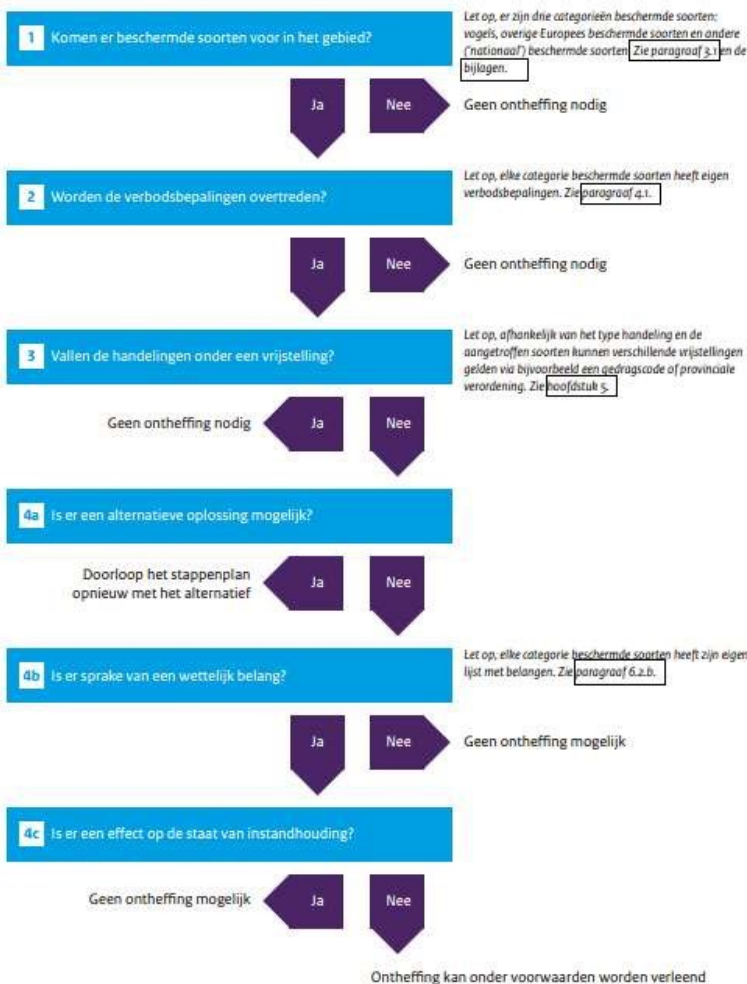 1 Komen er beschermde soorten voor in het gebied?
Let op, er zijn drie categorieën beschermde soorten:
vogels, overige Europees beschermde soorten en andere
('nationaal') beschermde soorten. Zie paragraaf 3.1 en de
bijlagen.
Ja
Nee
Geen ontheffing nodig
2 Worden de verbodsbepalingen overtreden?
Let op, elke categorie beschermde soorten heeft eigen
verbodsbepalingen. Zie paragraaf 4.1.
Ja
Nee
Geen ontheffing nodig
3 Vallen de handelingen onder een vrijstelling?
Let op, afhankelijk van het type handeling en de
aangetroffen soorten kunnen verschillende vrijstellingen
gelden via bijvoorbeeld een gedragscode of provinciale
verordening. Zie hoofdstuk 5.
Geen ontheffing nodig
Ja
Nee
4a Is er een alternatieve oplossing mogelijk?
Doorloop het stappenplan
opnieuw met het alternatief
Ja
Nee
4b Is er sprake van een wettelijk belang?
Let op, elke categorie beschermde soorten heeft zijn eigen
lijst met belangen. Zie paragraaf 6.2.b.
Ja
Nee
Geen ontheffing mogelijk
4c Is er een effect op de staat van instandhouding?
Geen ontheffing mogelijk
Ja
Nee
Ontheffing kan onder voorwaarden worden verleend